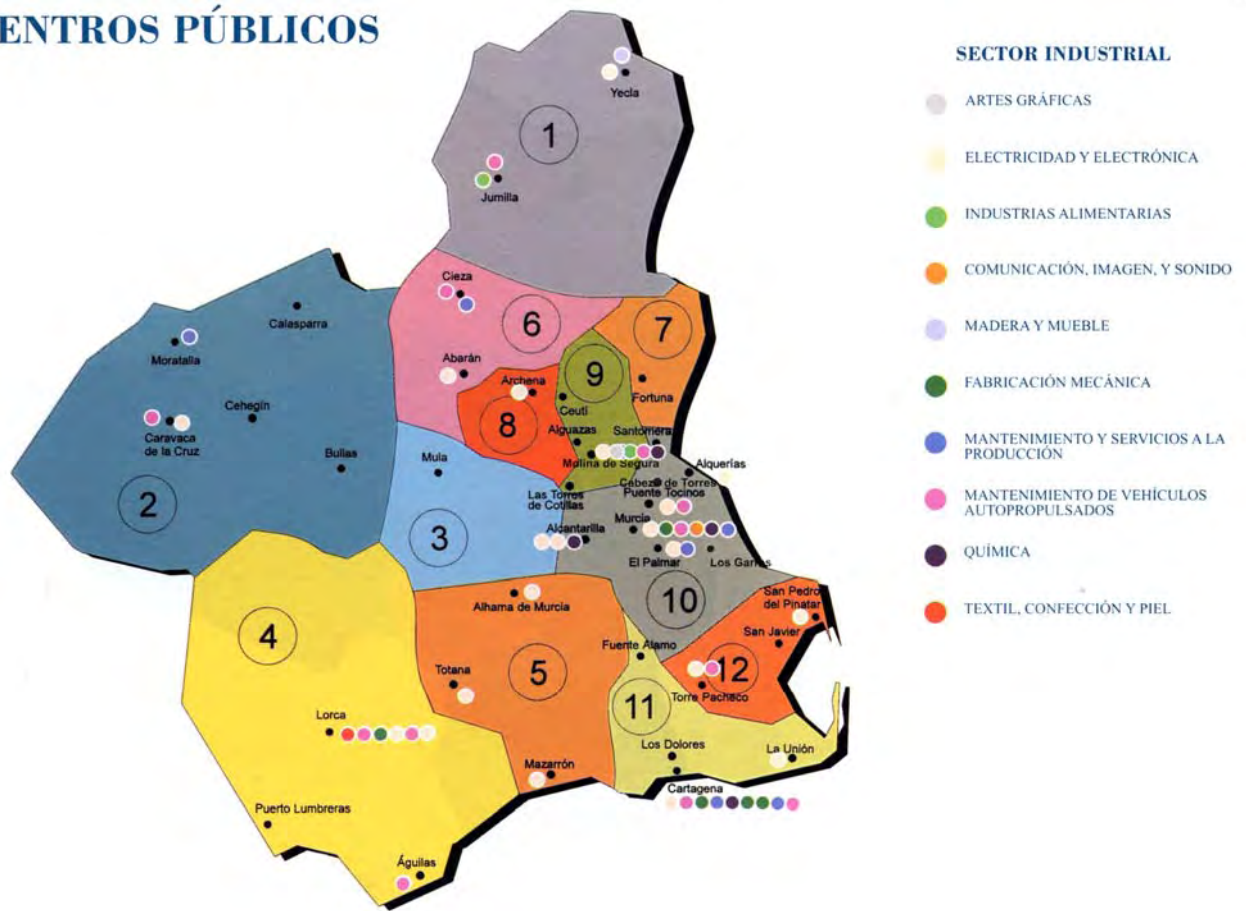 ENTROS PÚBLICOS
SECTOR INDUSTRIAL
ARTES GRÁFICAS
ELECTRICIDAD Y ELECTRÓNICA
INDUSTRIAS ALIMENTARIAS
COMUNICACIÓN, IMAGEN, Y SONIDO
MADERA Y MUEBLE
FABRICACIÓN MECÁNICA
MANTENIMIENTO Y SERVICIOS A LA
PRODUCCIÓN
MANTENIMIENTO DE VEHÍCULOS
AUTOPROPULSADOS
QUÍMICA
TEXTIL, CONFECCIÓN Y PIEL
Yecla
1
Jumilla
Cieza
Calasparra
6
7
Moratalla
Abarán
Archena
9
Fortuna
Ceutí
Cehegín
8
Caravaca
de la Cruz
Alguazas
Santomera
Bullas
Mula
Molina de Segura
Alquerías
Cabezo de Torres
Las Torres
de Cotillas
Puente Tocinos
2
3
Alcantarilla
Murcia
El Palmar
Los Garres
10
Alhama de Murcia
San Pedro
del Pinatar
4
San Javier
Fuente Alamo
5
12
Totana
Torre Pacheco
11
Lorca
Los Dolores
La Unión
Mazarrón
Cartagena
Puerto Lumbreras
Águilas